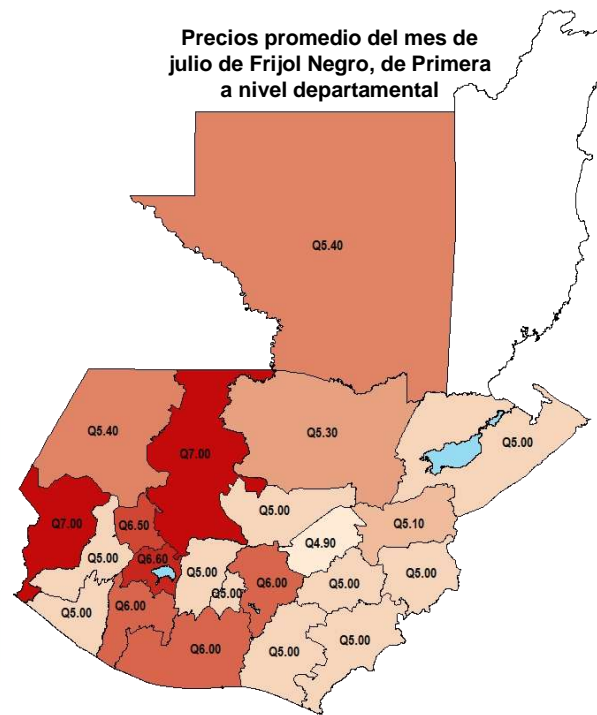 Precios promedio del mes de
julio de Frijol Negro, de Primera
a nivel departamental
Q5.40
Q5.40
Q5.30
Q7.00
Q5.00
Q5.00
Q7.00
Q6.50
Q5.10
Q4.90
Q5.00
Q6.60
Q5.00
Q5.00
Q6.00
Q5.00
Q5.00
Q5.00
Q6.00
Q5.00
Q5.00
Q6.00
Q5.00